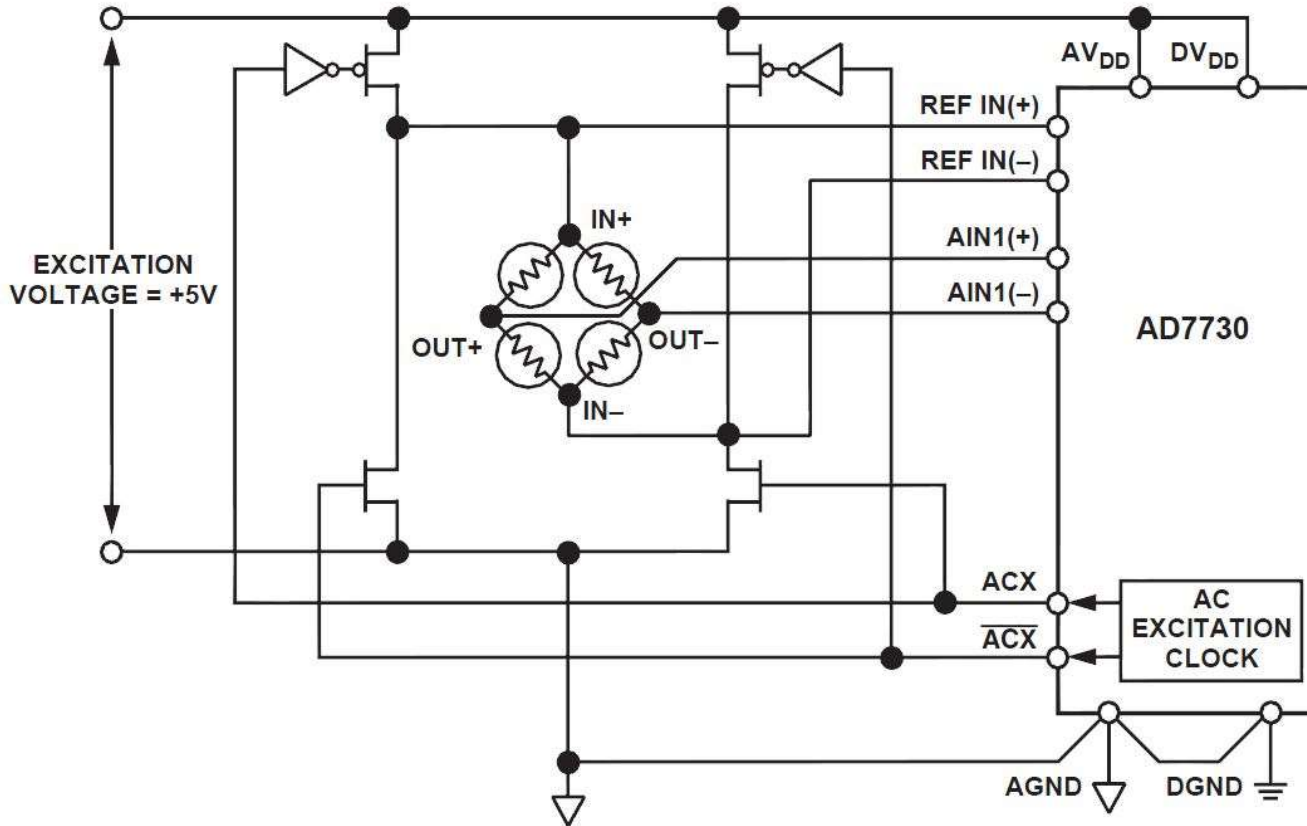 AVDD
DVDD
REF IN(+)
REF IN(–)
IN+
AIN1(+)
EXCITATION
VOLTAGE = +5V
AIN1(–)
AD7730
OUT+
OUT–
IN–
ACX
A̅C̅X̅
AC
EXCITATION
CLOCK
AGND
DGND